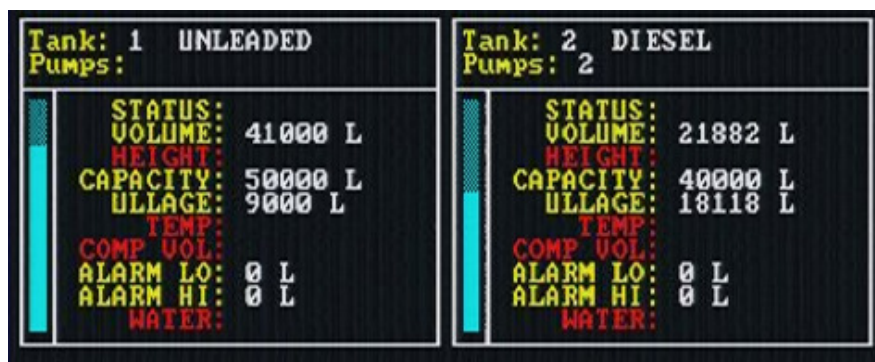 Tank: 1 UNLEADED
Pumps:
STATUS:
VOLUME: 41000 L
HEIGHT:
CAPACITY: 50000 L
ULLAGE: 9000 L
TEMP:
COMP VOL:
ALARM LO: 0 L
ALARM HI: 0 L
WATER:
Tank: 2 DIESEL
Pumps: 2
STATUS:
VOLUME: 21882 L
HEIGHT:
CAPACITY: 40000 L
ULLAGE: 18118 L
TEMP:
COMP VOL:
ALARM LO: 0 L
ALARM HI: 0 L
WATER: